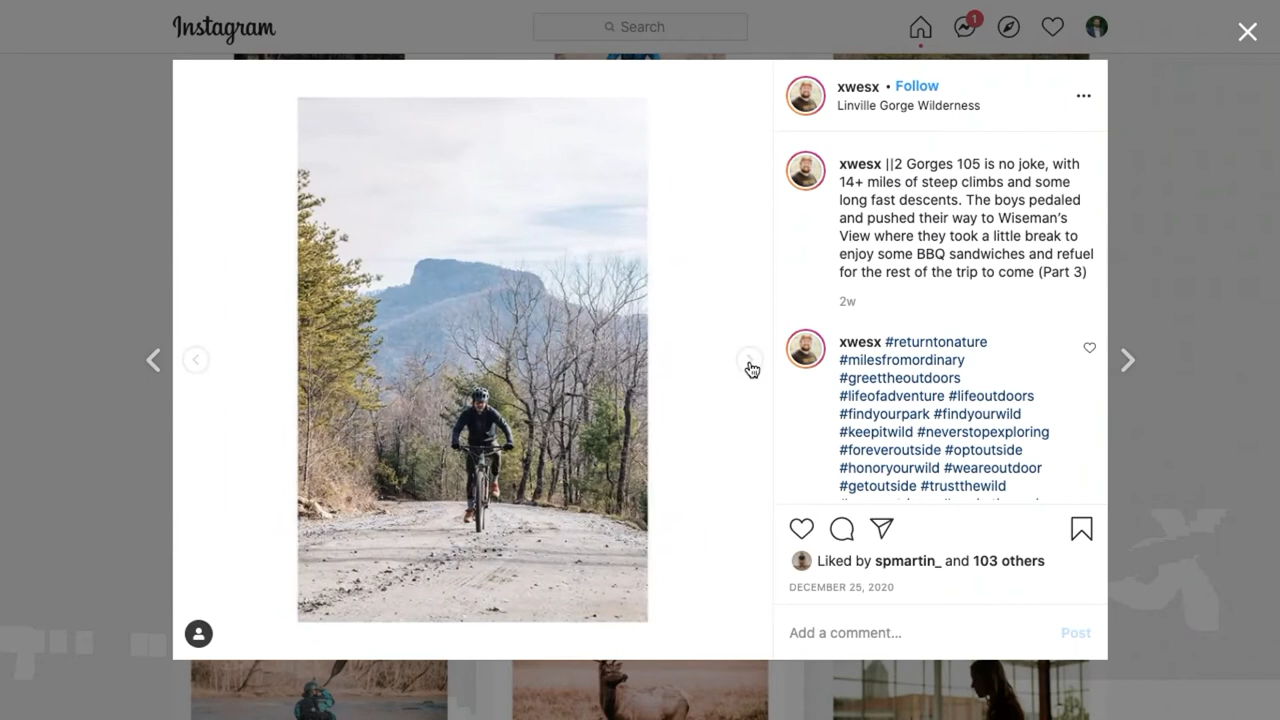 Instagram
Search
1
xwesx • Follow
Linville Gorge Wilderness
xwesx ||2 Gorges 105 is no joke, with
14+ miles of steep climbs and some
long fast descents. The boys pedaled
and pushed their way to Wiseman's
View where they took a little break to
enjoy some BBQ sandwiches and refuel
for the rest of the trip to come (Part 3)
2w
xwesx #returntonature
#milesfromordinary
#greettheoutdoors
#lifeofadventure #lifeoutdoors
#findyourpark #findyourwild
#keepitwild #neverstopexploring
#foreveroutside #optoutside
#honoryourwild #weareoutdoor
#getoutside #trustthewild
Liked by spmartin_ and 103 others
DECEMBER 25, 2020
Add a comment...
Post